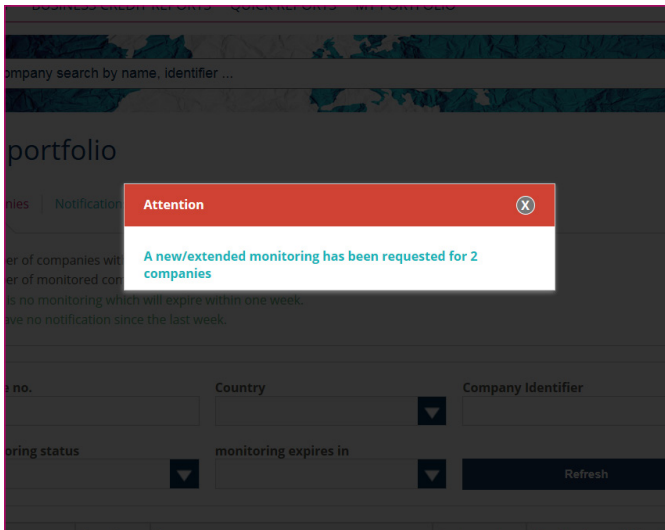 BUSINESS CREDIT REPORTS QUICK REPORTS MY PORTFOLIO
ompany search by name, identifier ...
portfolio
nies Notification
Attention X
A new/extended monitoring has been requested for 2
companies
er of companies wit
er of monitored com
is no monitoring which will expire within one week.
ave no notification since the last week.
e no. Country Company Identifier
oring status monitoring expires in
Refresh